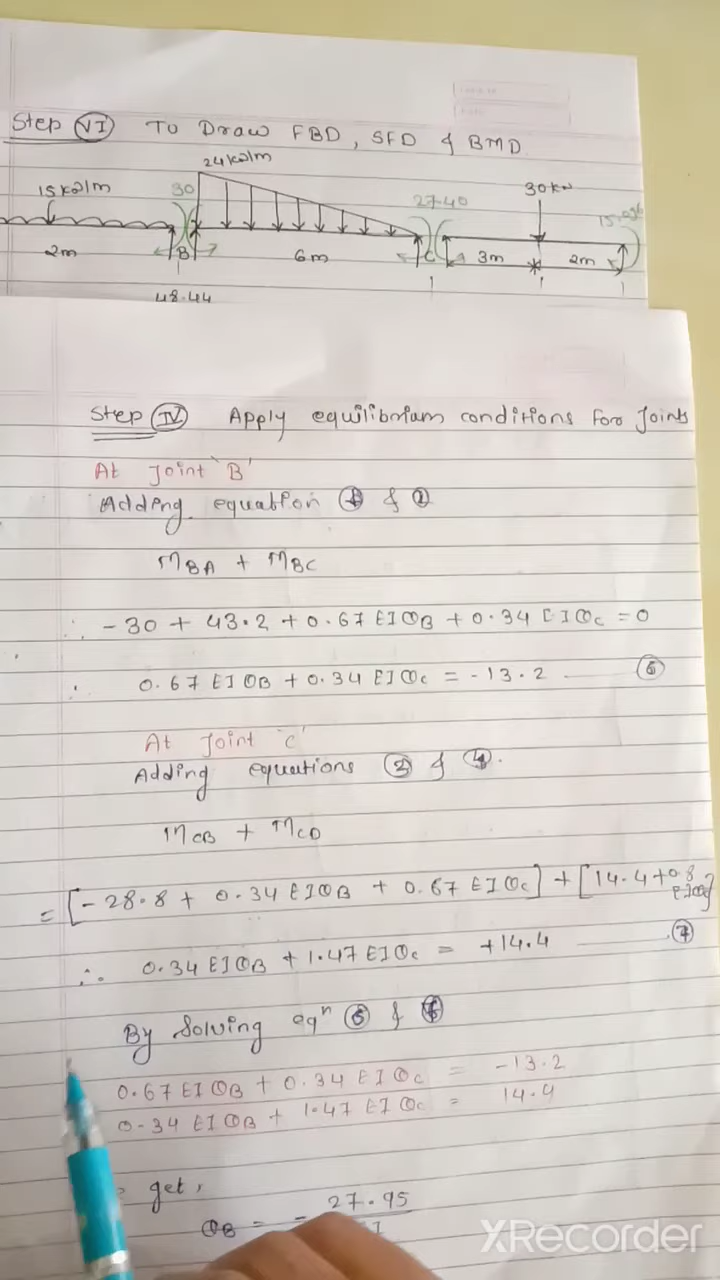 Step VI To Draw FBD, SFD & BMD
24kN/m
15kN/m 30 27.40 30kN
B C
2m 6m 3m 2m
48.44
Step IV Apply equilibrium conditions For Joints
At Joint 'B'
Adding equation 1 & 2
MBA + MBC
∴ -30 + 43.2 + 0.67 EIθB + 0.34 EIθc = 0
∴ 0.67 EIθB + 0.34 EIθc = -13.2 6
At Joint 'C'
Adding equations 3 & 4.
MCB + MCD
= [-28.8 + 0.34 EIθB + 0.67 EIθc] + [14.4 + 0.8 EIθc]
∴ 0.34 EIθB + 1.47 EIθc = +14.4 7
By Solving eqn 6 & 7
0.67 EIθB + 0.34 EIθc = -13.2
0.34 EIθB + 1.47 EIθc = 14.4
get,
θB = - 27.95
XRecorder